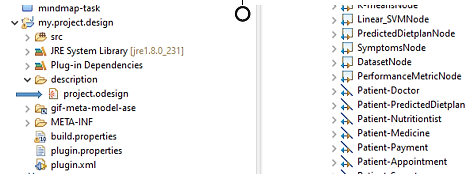 mindmap-task
my.project.design
src
JRE System Library [jre1.8.0_231]
Plug-in Dependencies
description
project.odesign
gif-meta-model-ase
META-INF
build.properties
plugin.properties
plugin.xml
K-meansNode
Linear_SVMNode
PredictedDietplanNode
SymptomsNode
DatasetNode
PerformanceMetricNode
Patient-Doctor
Patient-PredictedDietplan
Patient-Nutritionist
Patient-Medicine
Patient-Payment
Patient-Appointment